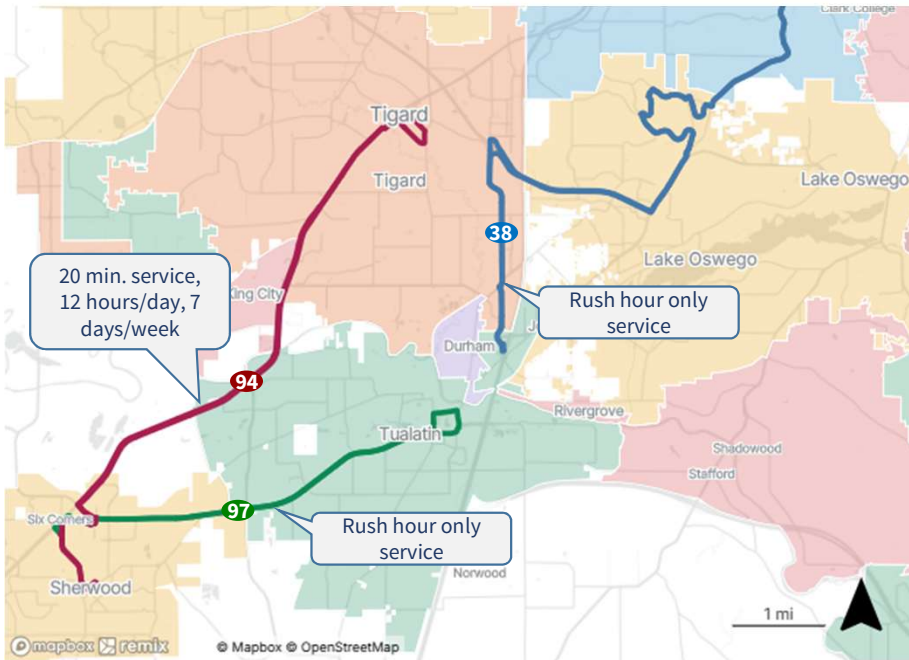 Clark College
Tigard
Tigard
Lake Oswego
38
Lake Oswego
20 min. service,
12 hours/day, 7
days/week
King City
Rush hour only
service
Durham
94
Rivergrove
Tualatin
Shadowood
Stafford
97
Six Corners
Rush hour only
service
Norwood
Sherwood
1 mi
mapbox remix
© Mapbox © OpenStreetMap